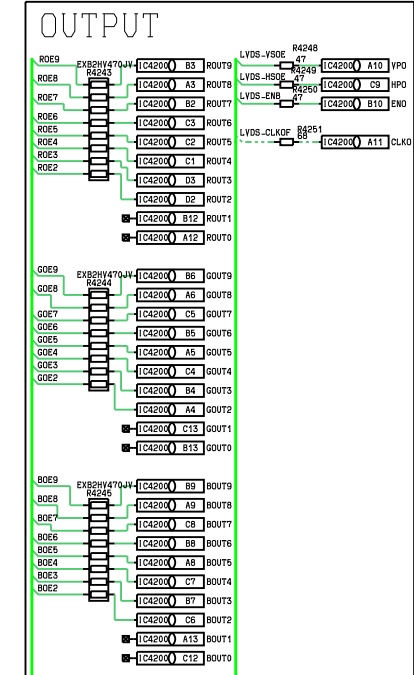 OUTPUT
ROE9 EXB2HV470JV IC4200 B3 ROUT9
R4243
ROE8 IC4200 A3 ROUT8
ROE7 IC4200 B2 ROUT7
ROE6 IC4200 C3 ROUT6
ROE5 IC4200 C2 ROUT5
ROE4 IC4200 C1 ROUT4
ROE3 IC4200 D3 ROUT3
ROE2 IC4200 D2 ROUT2
IC4200 B12 ROUT1
IC4200 A12 ROUT0
LVDS-VSOE R4248 47 IC4200 A10 VPO
LVDS-HSOE R4249 47 IC4200 C9 HPO
LVDS-ENB R4250 47 IC4200 B10 ENO
LVDS-CLKOF R4251 68 IC4200 A11 CLKO
GOE9 EXB2HV470JV IC4200 B6 GOUT9
R4244
GOE8 IC4200 A6 GOUT8
GOE7 IC4200 C5 GOUT7
GOE6 IC4200 B5 GOUT6
GOE5 IC4200 A5 GOUT5
GOE4 IC4200 C4 GOUT4
GOE3 IC4200 B4 GOUT3
GOE2 IC4200 A4 GOUT2
IC4200 C13 GOUT1
IC4200 B13 GOUT0
BOE9 EXB2HV470JV IC4200 B9 BOUT9
R4245
BOE8 IC4200 A9 BOUT8
BOE7 IC4200 C8 BOUT7
BOE6 IC4200 B8 BOUT6
BOE5 IC4200 A8 BOUT5
BOE4 IC4200 C7 BOUT4
BOE3 IC4200 B7 BOUT3
BOE2 IC4200 C6 BOUT2
IC4200 A13 BOUT1
IC4200 C12 BOUT0